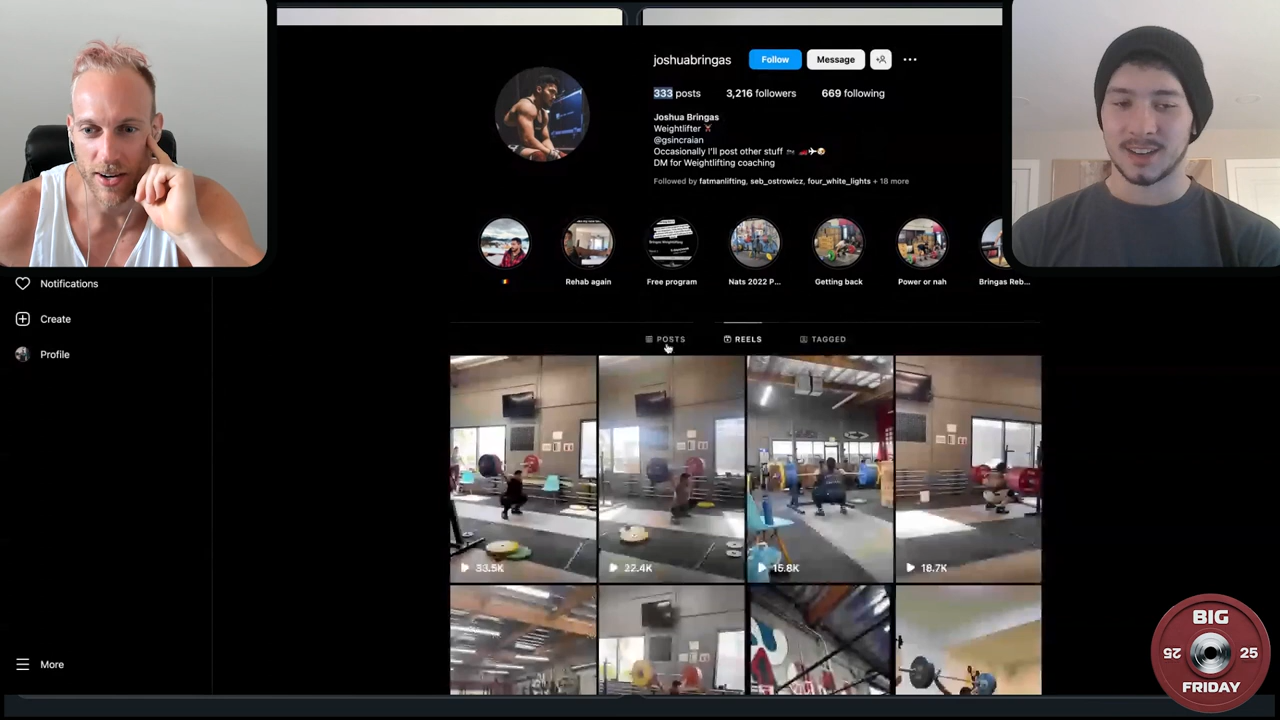 joshuabringas
Follow
Message
333 posts
3,216 followers
669 following
Joshua Bringas
Weightlifter
@gsincraian
Occasionally I'll post other stuff
DM for Weightlifting coaching
Followed by fatmanlifting, seb_ostrowicz, four_white_lights + 18 more
Rehab again
Free program
Nats 2022 P...
Getting back
Power or nah
Bringas Reb...
Notifications
Create
Profile
More
POSTS
REELS
TAGGED
33.5K
22.4K
15.8K
18.7K
BIG
25
25
FRIDAY